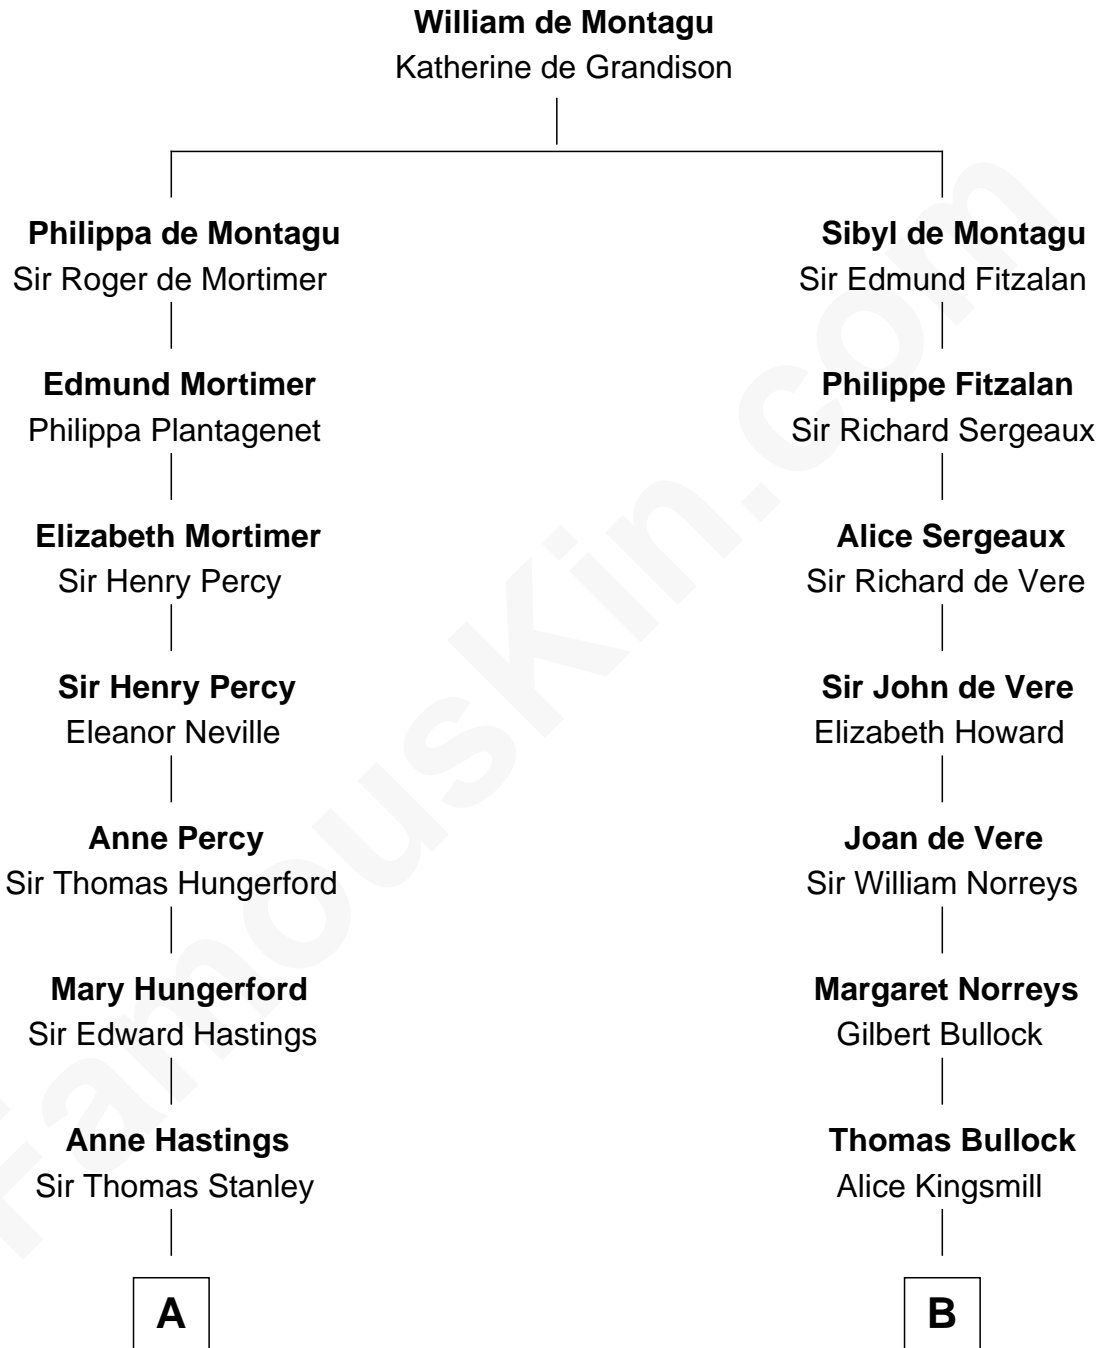 William de Montagu
Katherine de Grandison
Philippa de Montagu
Sir Roger de Mortimer
Sibyl de Montagu
Sir Edmund Fitzalan
Edmund Mortimer
Philippa Plantagenet
Philippe Fitzalan
Sir Richard Sergeaux
Elizabeth Mortimer
Sir Henry Percy
Alice Sergeaux
Sir Richard de Vere
Sir Henry Percy
Eleanor Neville
Sir John de Vere
Elizabeth Howard
Anne Percy
Sir Thomas Hungerford
Joan de Vere
Sir William Norreys
Mary Hungerford
Sir Edward Hastings
Margaret Norreys
Gilbert Bullock
Anne Hastings
Sir Thomas Stanley
Thomas Bullock
Alice Kingsmill
A
B
FamousKin.com